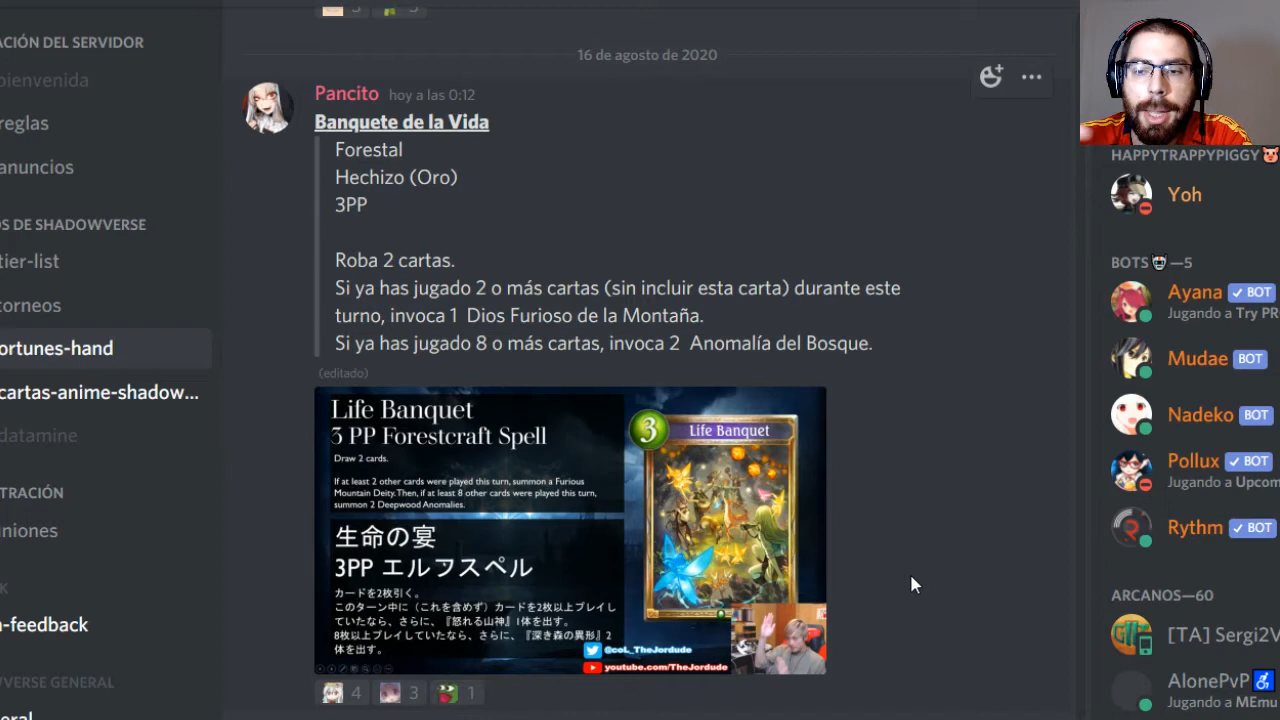 ACIÓN DEL SERVIDOR
bienvenida
reglas
anuncios
OS DE SHADOWVERSE
tier-list
torneos
ortunes-hand
cartas-anime-shadow...
datamine
TRACIÓN
niones
K
-feedback
VERSE GENERAL
16 de agosto de 2020
Pancito hoy a las 0:12
Banquete de la Vida
Forestal
Hechizo (Oro)
3PP
Roba 2 cartas.
Si ya has jugado 2 o más cartas (sin incluir esta carta) durante este
turno, invoca 1 Dios Furioso de la Montaña.
Si ya has jugado 8 o más cartas, invoca 2 Anomalía del Bosque.
(editado)
Life Banquet
3 PP Forestcraft Spell
Draw 2 cards.
If at least 2 other cards were played this turn, summon a Furious
Mountain Deity. Then, if at least 8 other cards were played this turn,
summon 2 Deepwood Anomalies.
生命の宴
3PP エルフスペル
カードを2枚引く。
このターン中に（これを含めず）カードを2枚以上プレイし
ていたなら、さらに、『怒れる山神』1体を出す。
8枚以上プレイしていたなら、さらに、『深き森の異形』2
体を出す。
3 Life Banquet
@coL_TheJordude
youtube.com/TheJordude
4 3 1
HAPPYTRAPPYPIGGY
Yoh
BOTS—5
Ayana BOT
Jugando a Try PR
Mudae BOT
Nadeko BOT
Pollux BOT
Jugando a Upcom
Rythm BOT
ARCANOS—60
[TA] Sergi2V
AlonePvP
Jugando a MEmu